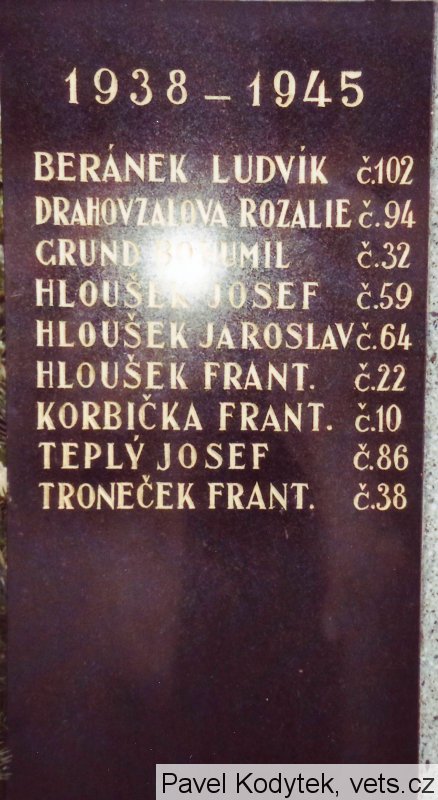 1938 – 1945
BERÁNEK LUDVÍK č.102
DRAHOVZALOVA ROZALIE č.94
GRUND BOHUMIL č.32
HLOUŠEK JOSEF č.59
HLOUŠEK JAROSLAV č.64
HLOUŠEK FRANT. č.22
KORBIČKA FRANT. č.10
TEPLÝ JOSEF č.86
TRONEČEK FRANT. č.38
Pavel Kodytek, vets.cz